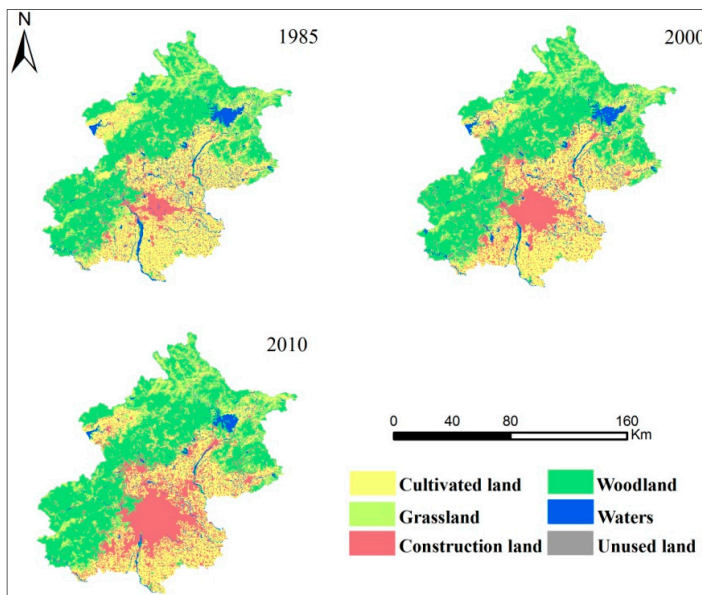 N
1985
2000
2010
0 40 80 160
Km
Cultivated land
Woodland
Grassland
Waters
Construction land
Unused land